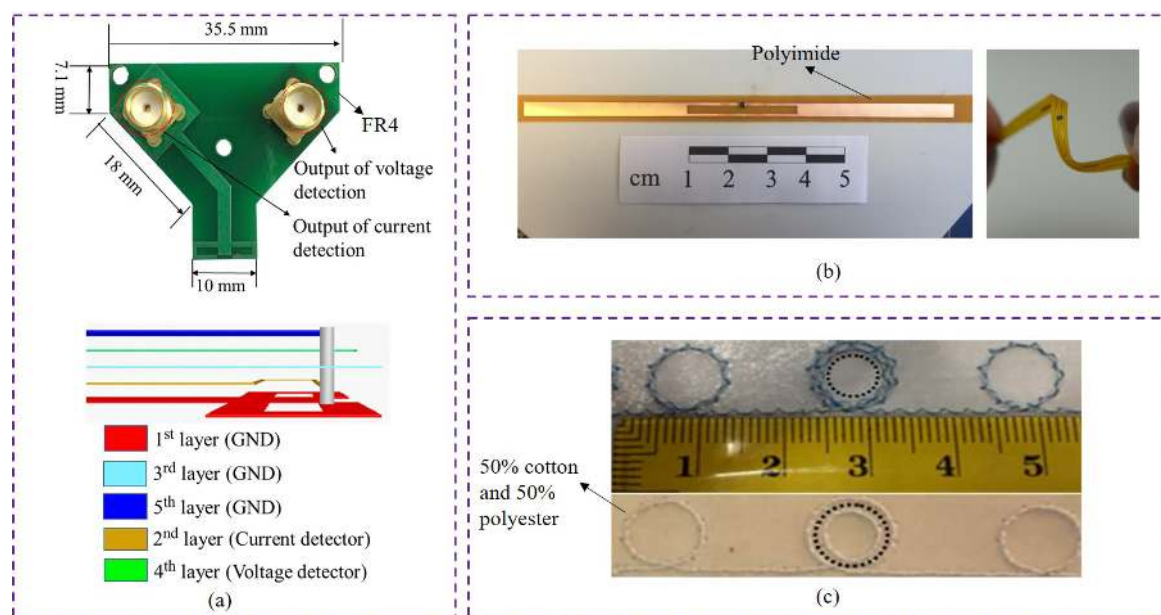 35.5 mm
7.1 mm
18 mm
10 mm
FR4
Output of voltage
detection
Output of current
detection
1st layer (GND)
3rd layer (GND)
5th layer (GND)
2nd layer (Current detector)
4th layer (Voltage detector)
(a)
Polyimide
cm 1 2 3 4 5
(b)
50% cotton
and 50%
polyester
1 2 3 4 5
(c)